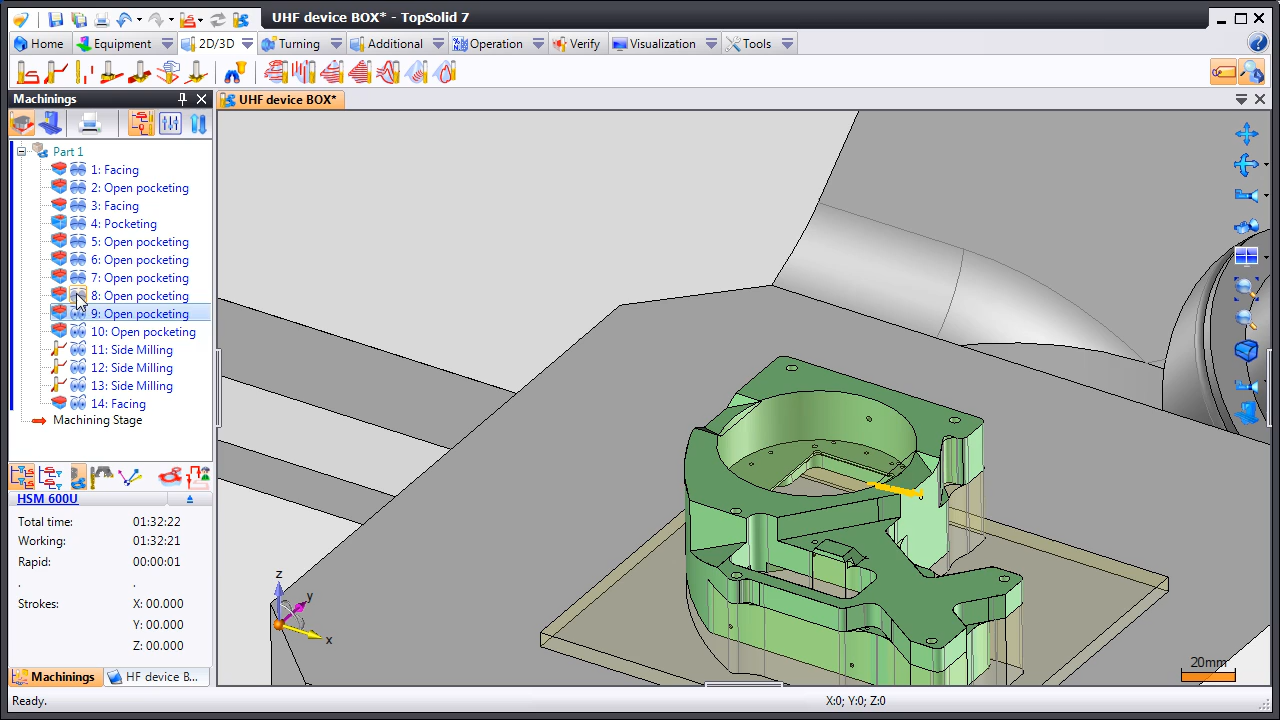 UHF device BOX* - TopSolid 7
Home Equipment 2D/3D Turning Additional Operation Verify Visualization Tools
Machinings
UHF device BOX*
Part 1
1: Facing
2: Open pocketing
3: Facing
4: Pocketing
5: Open pocketing
6: Open pocketing
7: Open pocketing
8: Open pocketing
9: Open pocketing
10: Open pocketing
11: Side Milling
12: Side Milling
13: Side Milling
14: Facing
Machining Stage
HSM 600U
Total time: 01:32:22
Working: 01:32:21
Rapid: 00:00:01
. .
Strokes: X: 00.000
Y: 00.000
Z: 00.000
z
y
x
20mm
Machinings HF device B...
Ready. X:0; Y:0; Z:0